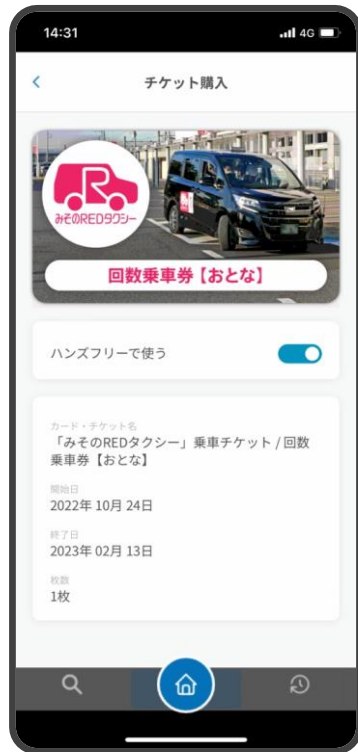 14:31
4G
チケット購入
みそのREDタクシー
回数乗車券【おとな】
ハンズフリーで使う
カード・チケット名
「みそのREDタクシー」乗車チケット / 回数
乗車券【おとな】
開始日
2022年 10月 24日
終了日
2023年 02月 13日
枚数
1枚